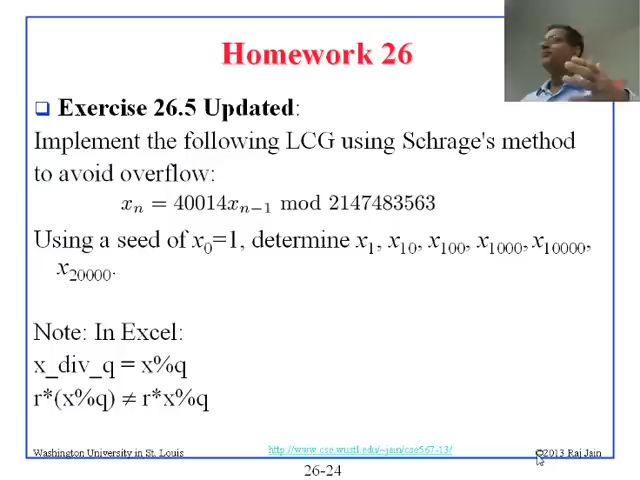 Homework 26
Exercise 26.5 Updated:
Implement the following LCG using Schrage's method
to avoid overflow:
xₙ = 40014xₙ₋₁ mod 2147483563
Using a seed of x₀=1, determine x₁, x₁₀, x₁₀₀, x₁₀₀₀, x₁₀₀₀₀,
x₂₀₀₀₀.
Note: In Excel:
x_div_q = x%q
r*(x%q) ≠ r*x%q
Washington University in St. Louis
http://www.cse.wustl.edu/~jain/cse567-13/
©2013 Raj Jain
26-24